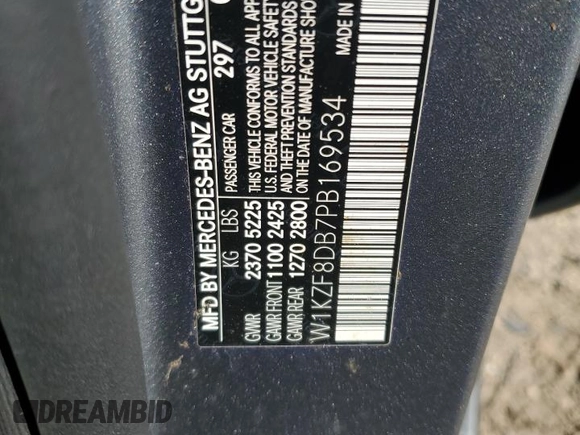 MFD BY MERCEDES-BENZ AG STUTTG
297
KG LBS PASSENGER CAR
GVWR 2370 5225 THIS VEHICLE CONFORMS TO ALL APP
GAWR FRONT 1100 2425 U.S. FEDERAL MOTOR VEHICLE SAFETY
GAWR REAR 1270 2800 AND THEFT PREVENTION STANDARDS
ON THE DATE OF MANUFACTURE SHOW
W1KZF8DB7PB169534 MADE IN
DREAMBID